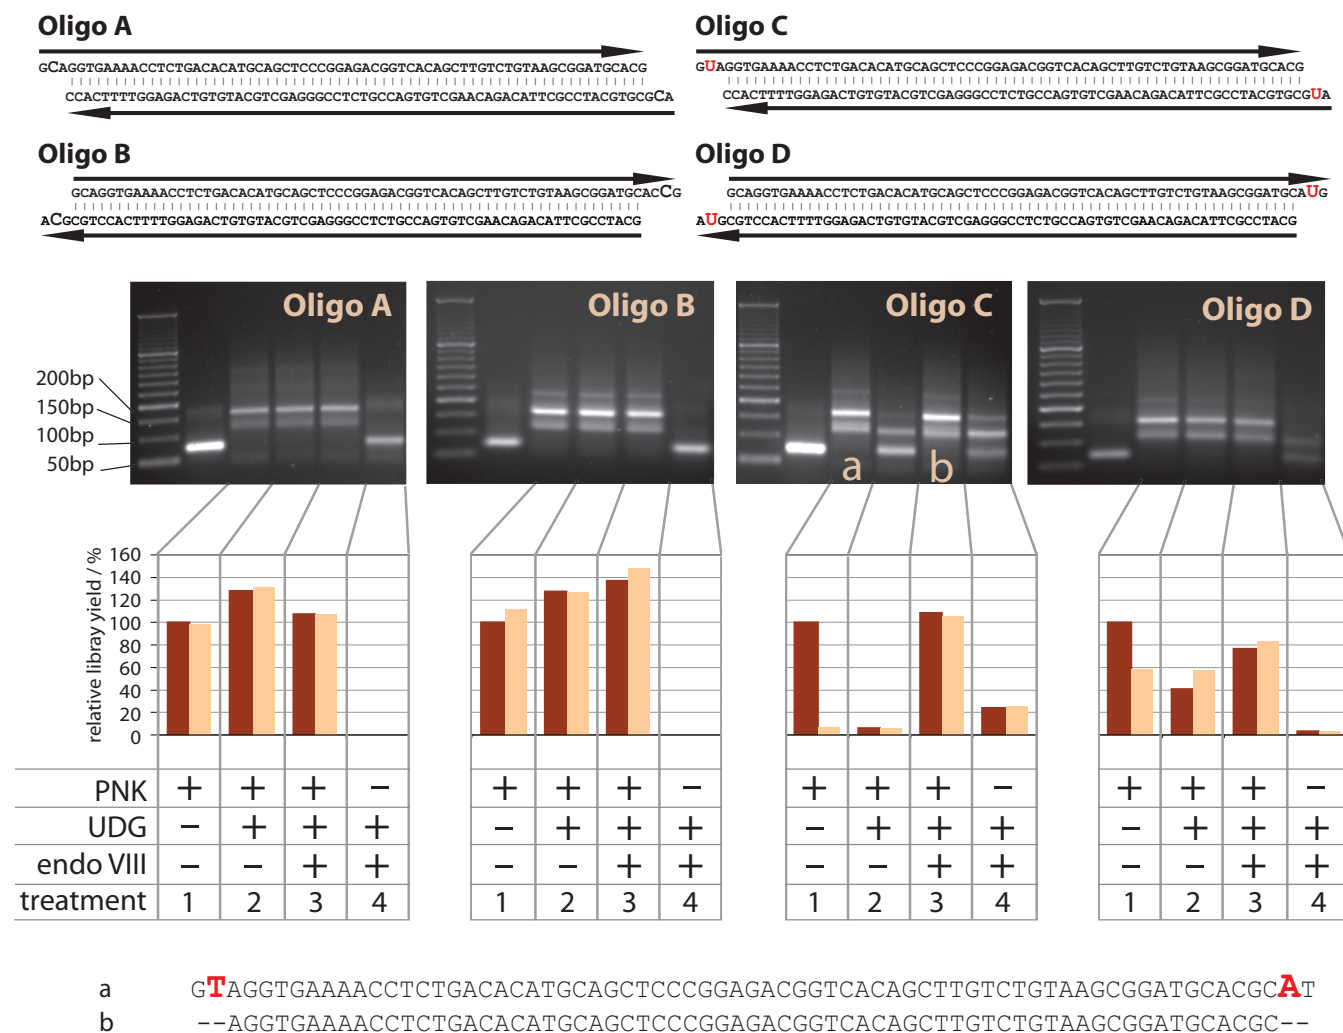 Oligo A
GCAGGTGAAAACCTCTGACACATGCAGCTCCCGGAGACGGTCACAGCTTGTCTGTAAGCGGATGCACG
CCACTTTTGGAGACTGTGTACGTCGAGGGCCTCTGCCAGTGTCGAACAGACATTCGCCTACGTGCGCA
Oligo C
GUAGGTGAAAACCTCTGACACATGCAGCTCCCGGAGACGGTCACAGCTTGTCTGTAAGCGGATGCACG
CCACTTTTGGAGACTGTGTACGTCGAGGGCCTCTGCCAGTGTCGAACAGACATTCGCCTACGTGCGUA
Oligo B
GCAGGTGAAAACCTCTGACACATGCAGCTCCCGGAGACGGTCACAGCTTGTCTGTAAGCGGATGCACCG
ACGCGTCCACTTTTGGAGACTGTGTACGTCGAGGGCCTCTGCCAGTGTCGAACAGACATTCGCCTACG
Oligo D
GCAGGTGAAAACCTCTGACACATGCAGCTCCCGGAGACGGTCACAGCTTGTCTGTAAGCGGATGCAUG
AUGCGTCCACTTTTGGAGACTGTGTACGTCGAGGGCCTCTGCCAGTGTCGAACAGACATTCGCCTACG
Oligo A
Oligo B
Oligo C
Oligo D
200bp
150bp
100bp
50bp
a b
relative libray yield / %
160
140
120
100
80
60
40
20
0
PNK + + + – + + + – + + + – + + + –
UDG – + + + – + + + – + + + – + + +
endo VIII – – + + – – + + – – + + – – + +
treatment 1 2 3 4 1 2 3 4 1 2 3 4 1 2 3 4
a GTAGGTGAAAACCTCTGACACATGCAGCTCCCGGAGACGGTCACAGCTTGTCTGTAAGCGGATGCACGCAT
b --AGGTGAAAACCTCTGACACATGCAGCTCCCGGAGACGGTCACAGCTTGTCTGTAAGCGGATGCACGC--